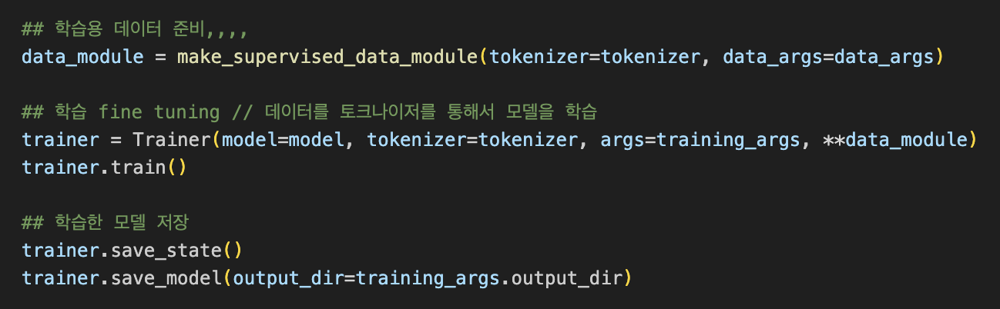 ## 학습용 데이터 준비,,,,
data_module = make_supervised_data_module(tokenizer=tokenizer, data_args=data_args)
## 학습 fine tuning // 데이터를 토크나이저를 통해서 모델을 학습
trainer = Trainer(model=model, tokenizer=tokenizer, args=training_args, **data_module)
trainer.train()
## 학습한 모델 저장
trainer.save_state()
trainer.save_model(output_dir=training_args.output_dir)